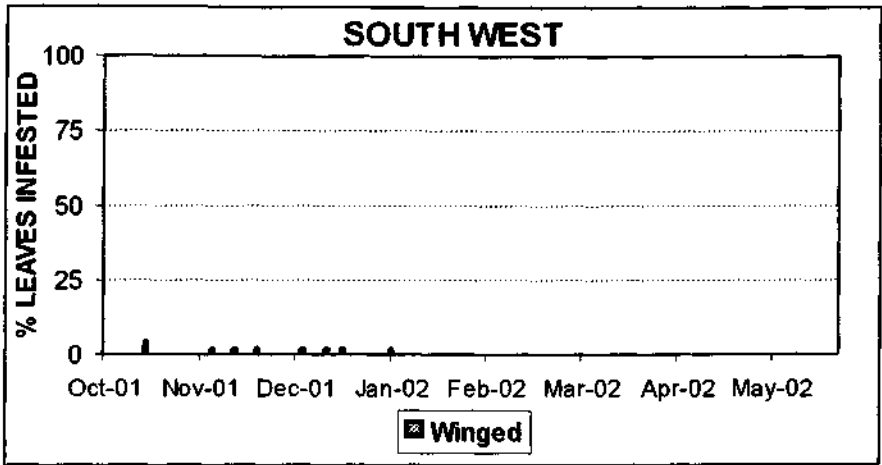 SOUTH WEST
% LEAVES INFESTED
100
75
50
25
0
Oct-01 Nov-01 Dec-01 Jan-02 Feb-02 Mar-02 Apr-02 May-02
Winged